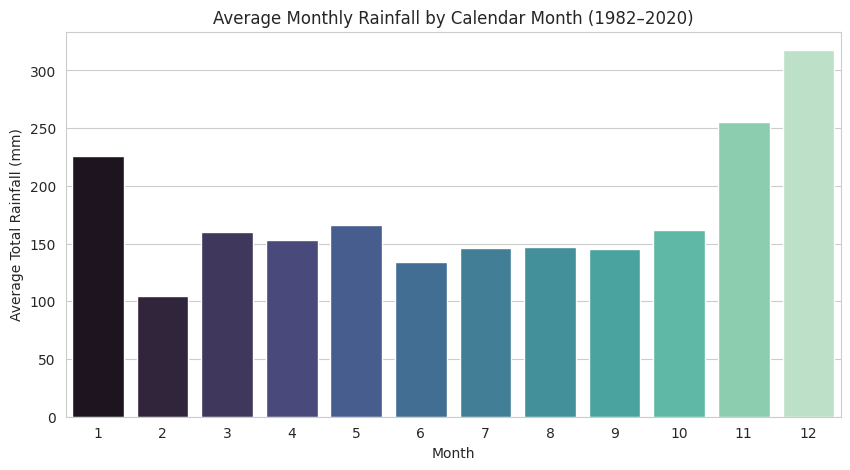 Average Monthly Rainfall by Calendar Month (1982–2020)
Average Total Rainfall (mm)
300
250
200
150
100
50
0
1 2 3 4 5 6 7 8 9 10 11 12
Month